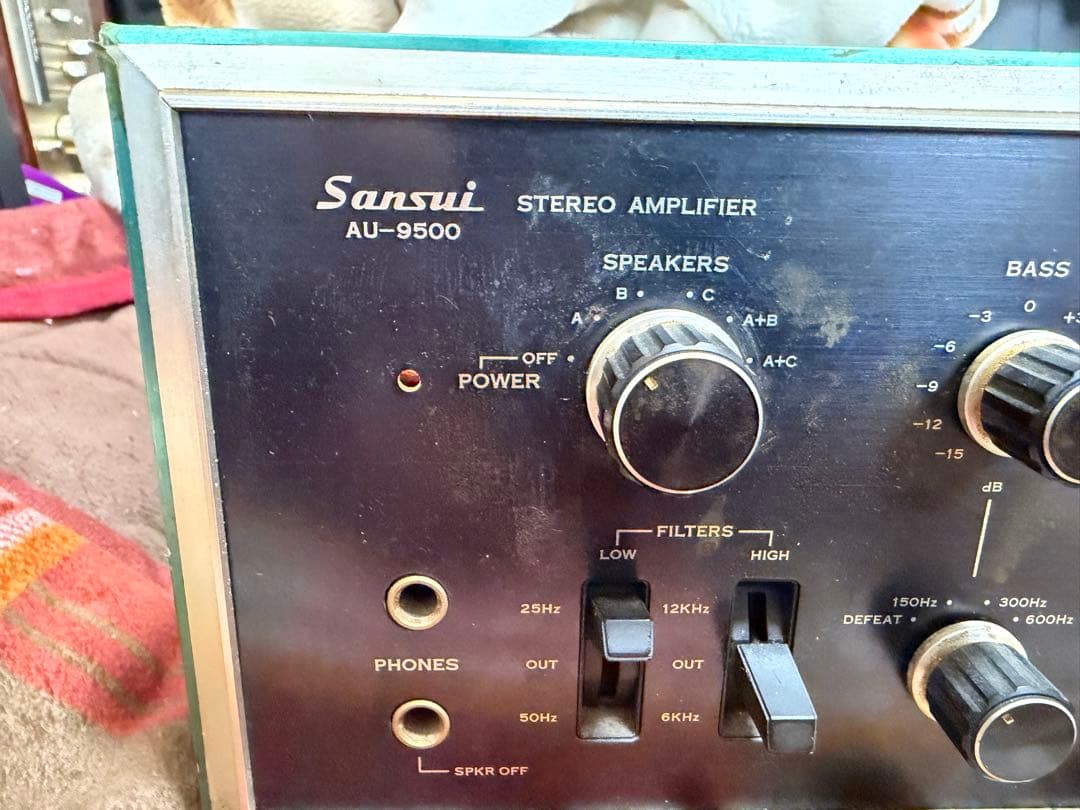 Sansui STEREO AMPLIFIER
AU-9500
SPEAKERS
B • • C
A • • A+B
OFF • • A+C
POWER
BASS
0
-3
-6
-9
-12
-15
dB
FILTERS
LOW HIGH
25Hz 12KHz
OUT OUT
50Hz 6KHz
PHONES
SPKR OFF
150Hz • • 300Hz
DEFEAT • • 600Hz